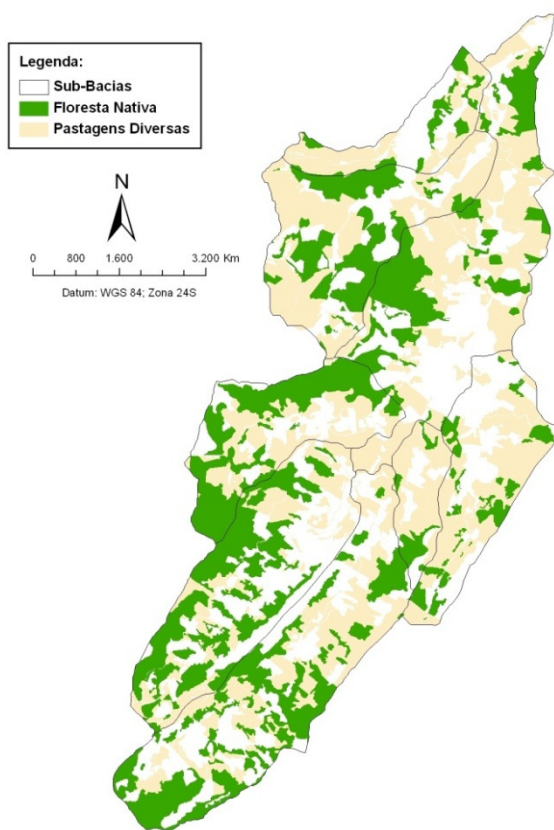 Legenda:
Sub-Bacias
Floresta Nativa
Pastagens Diversas
N
0 800 1.600 3.200 Km
Datum: WGS 84; Zona 24S